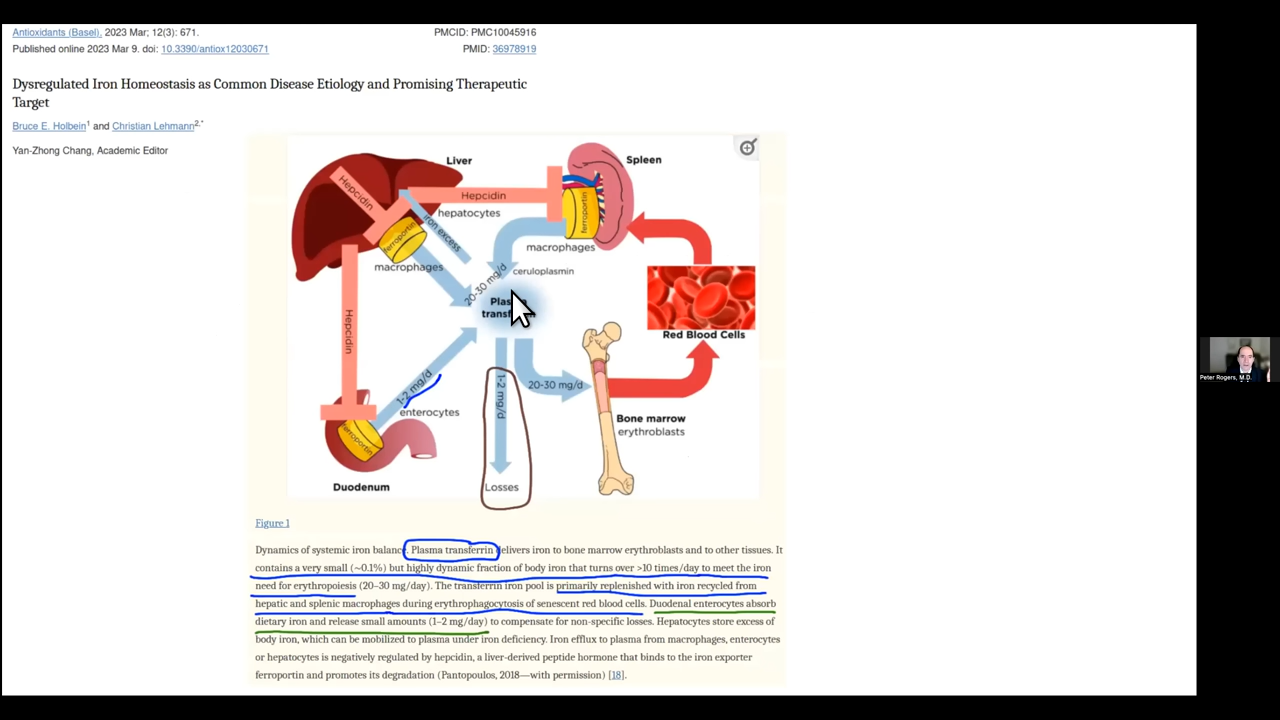 Antioxidants (Basel). 2023 Mar; 12(3): 671.
PMCID: PMC10045916
Published online 2023 Mar 9. doi: 10.3390/antiox12030671
PMID: 36978919
Dysregulated Iron Homeostasis as Common Disease Etiology and Promising Therapeutic
Target
Bruce E. Holbein1 and Christian Lehmann2,*
Yan-Zhong Chang, Academic Editor
Liver
Spleen
Hepcidin
Hepcidin
hepatocytes
ferroportin
iron excess
ferroportin
macrophages
macrophages
20-30 mg/d
ceruloplasmin
Hepcidin
Red Blood Cells
1-2 mg/d
1-2 mg/d
20-30 mg/d
enterocytes
ferroportin
Bone marrow
erythroblasts
Duodenum
Losses
Peter Rogers, M.D.
Figure 1
Dynamics of systemic iron balance. Plasma transferrin delivers iron to bone marrow erythroblasts and to other tissues. It
contains a very small (~0.1%) but highly dynamic fraction of body iron that turns over >10 times/day to meet the iron
need for erythropoiesis (20–30 mg/day). The transferrin iron pool is primarily replenished with iron recycled from
hepatic and splenic macrophages during erythrophagocytosis of senescent red blood cells. Duodenal enterocytes absorb
dietary iron and release small amounts (1–2 mg/day) to compensate for non-specific losses. Hepatocytes store excess of
body iron, which can be mobilized to plasma under iron deficiency. Iron efflux to plasma from macrophages, enterocytes
or hepatocytes is negatively regulated by hepcidin, a liver-derived peptide hormone that binds to the iron exporter
ferroportin and promotes its degradation (Pantopoulos, 2018—with permission) [18].